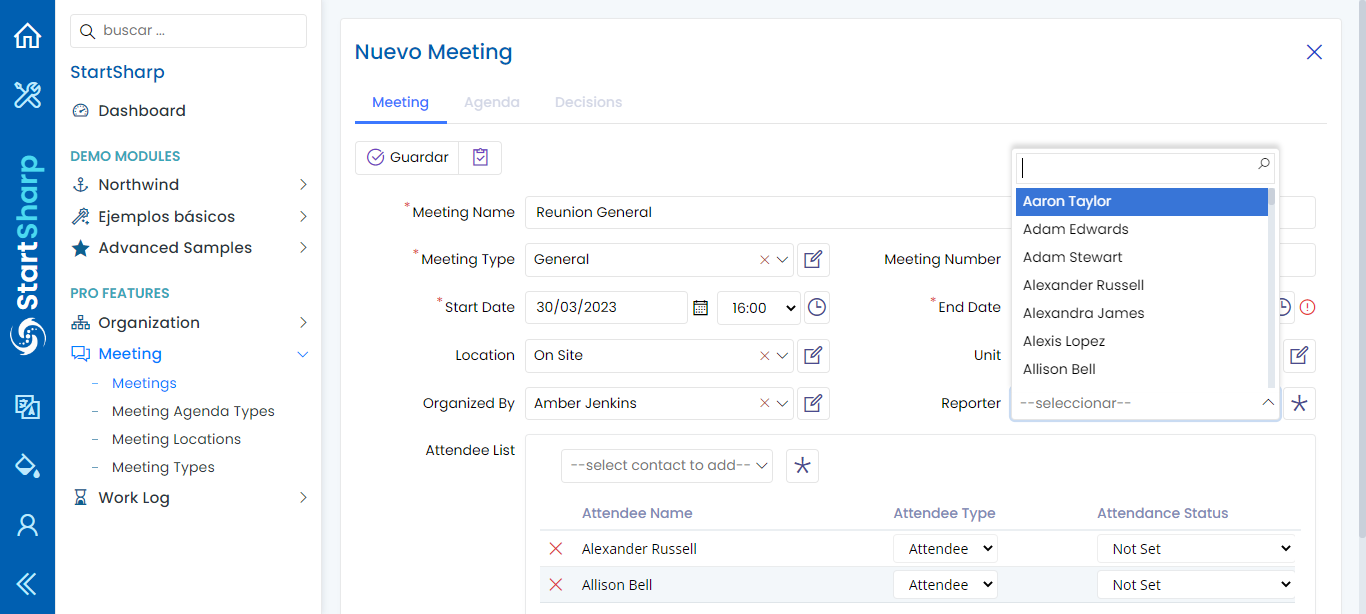 buscar ...
StartSharp
StartSharp
Dashboard
DEMO MODULES
Northwind
Ejemplos básicos
Advanced Samples
PRO FEATURES
Organization
Meeting
Meetings
Meeting Agenda Types
Meeting Locations
Meeting Types
Work Log
Nuevo Meeting
Meeting Agenda Decisions
Guardar
*Meeting Name Reunion General
*Meeting Type General Meeting Number
*Start Date 30/03/2023 16:00 *End Date
Location On Site Unit
Organized By Amber Jenkins Reporter --seleccionar--
Aaron Taylor
Adam Edwards
Adam Stewart
Alexander Russell
Alexandra James
Alexis Lopez
Allison Bell
Attendee List
--select contact to add--
Attendee Name Attendee Type Attendance Status
Alexander Russell Attendee Not Set
Allison Bell Attendee Not Set